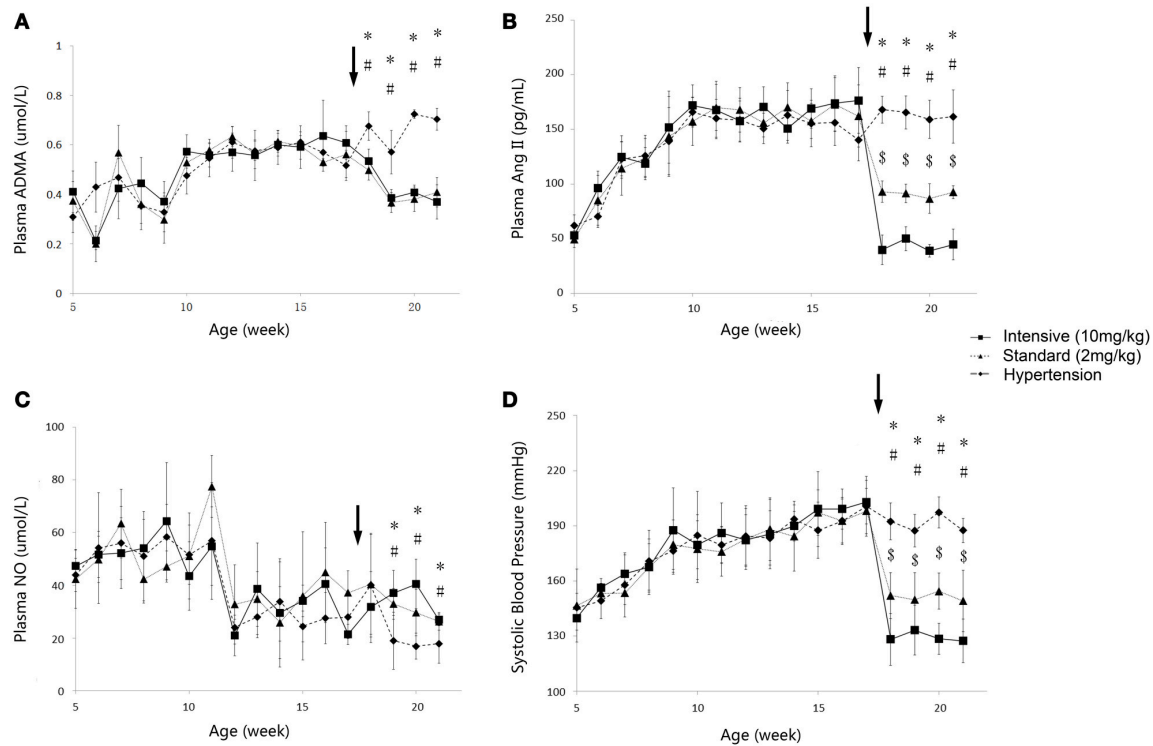 A
* * * *
# # # #
1
0.8
0.6
0.4
0.2
0
Plasma ADMA (umol/L)
5 10 15 20
Age (week)
B
* * * *
# # # #
$ $ $ $
250
200
150
100
50
0
Plasma Ang II (pg/mL)
5 10 15 20
Age (week)
Intensive (10mg/kg)
Standard (2mg/kg)
Hypertension
C
* * *
# # #
100
80
60
40
20
0
Plasma NO (umol/L)
5 10 15 20
Age (week)
D
* * * *
# # # #
$ $ $ $
250
220
190
160
130
100
Systolic Blood Pressure (mmHg)
5 10 15 20
Age (week)